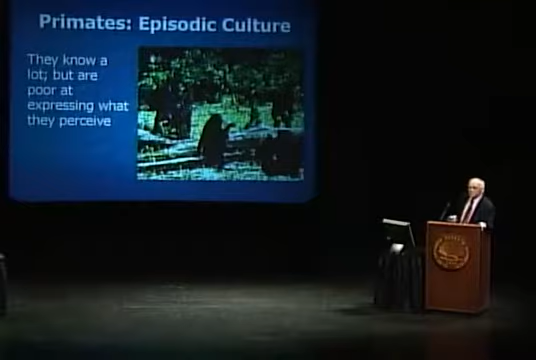 Primates: Episodic Culture
They know a
lot; but are
poor at
expressing what
they perceive